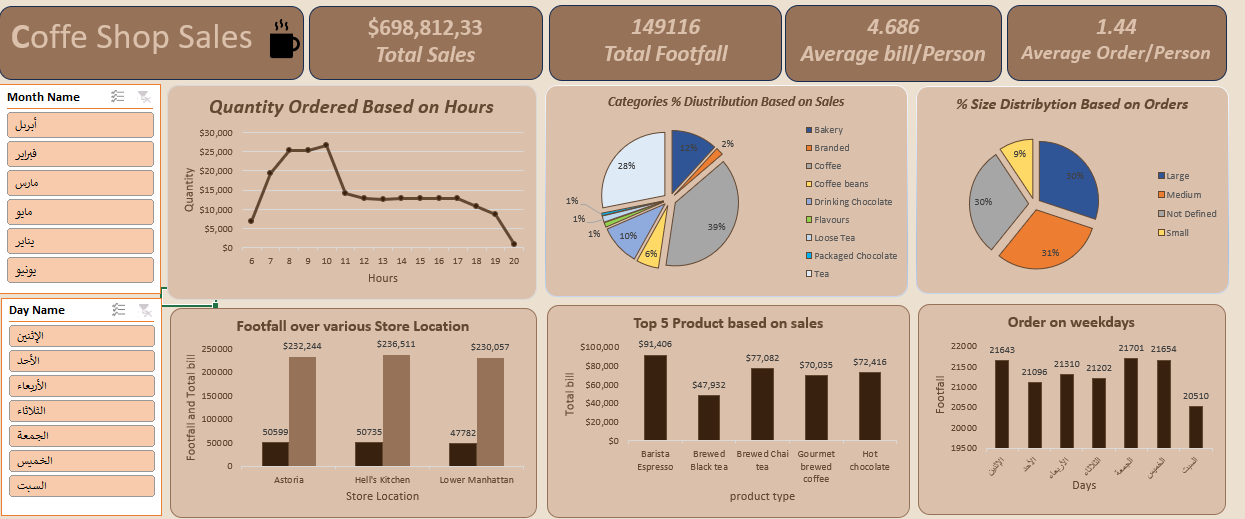 Coffe Shop Sales
$698,812,33
Total Sales
149116
Total Footfall
4.686
Average bill/Person
1.44
Average Order/Person
Month Name
أبريل
فبراير
مارس
مايو
يناير
يونيو
Day Name
الإثنين
الأحد
الأربعاء
الثلاثاء
الجمعة
الخميس
السبت
Quantity Ordered Based on Hours
Quantity
$30,000
$25,000
$20,000
$15,000
$10,000
$5,000
$0
6 7 8 9 10 11 12 13 14 15 16 17 18 19 20
Hours
Categories % Diustribution Based on Sales
12%
2%
39%
6%
10%
1%
1%
1%
28%
Bakery
Branded
Coffee
Coffee beans
Drinking Chocolate
Flavours
Loose Tea
Packaged Chocolate
Tea
% Size Distribytion Based on Orders
30%
31%
30%
9%
Large
Medium
Not Defined
Small
Footfall over various Store Location
Footfall and Total bill
250000
200000
150000
100000
50000
0
50599 $232,244
50735 $236,511
47782 $230,057
Astoria Hell's Kitchen Lower Manhattan
Store Location
Top 5 Product based on sales
Total bill
$100,000
$80,000
$60,000
$40,000
$20,000
$0
$91,406 $47,932 $77,082 $70,035 $72,416
Barista Espresso
Brewed Black tea
Brewed Chai tea
Gourmet brewed coffee
Hot chocolate
product type
Order on weekdays
Footfall
22000
21500
21000
20500
20000
19500
21643 21096 21310 21202 21701 21654 20510
الإثنين الأحد الأربعاء الثلاثاء الجمعة الخميس السبت
Days